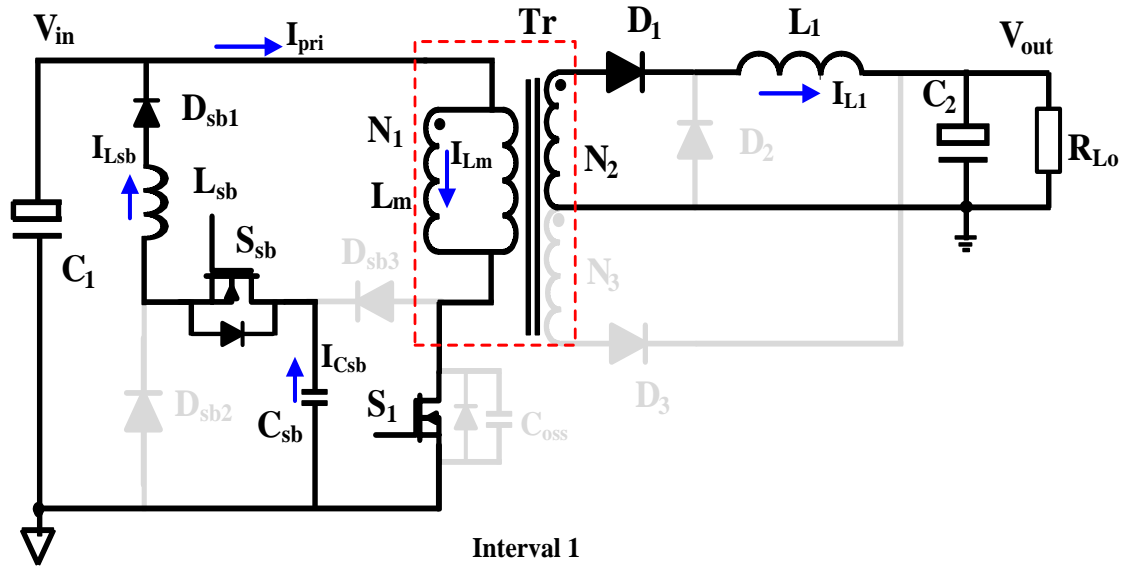 Tr
D1
L1
Vin
Ipri
Vout
Dsb1
IL1
C2
N1
ILm
D2
N2
RLo
ILsb
Lsb
Lm
Ssb
Dsb3
N3
C1
ICsb
D3
Dsb2
Csb
S1
Coss
Interval 1